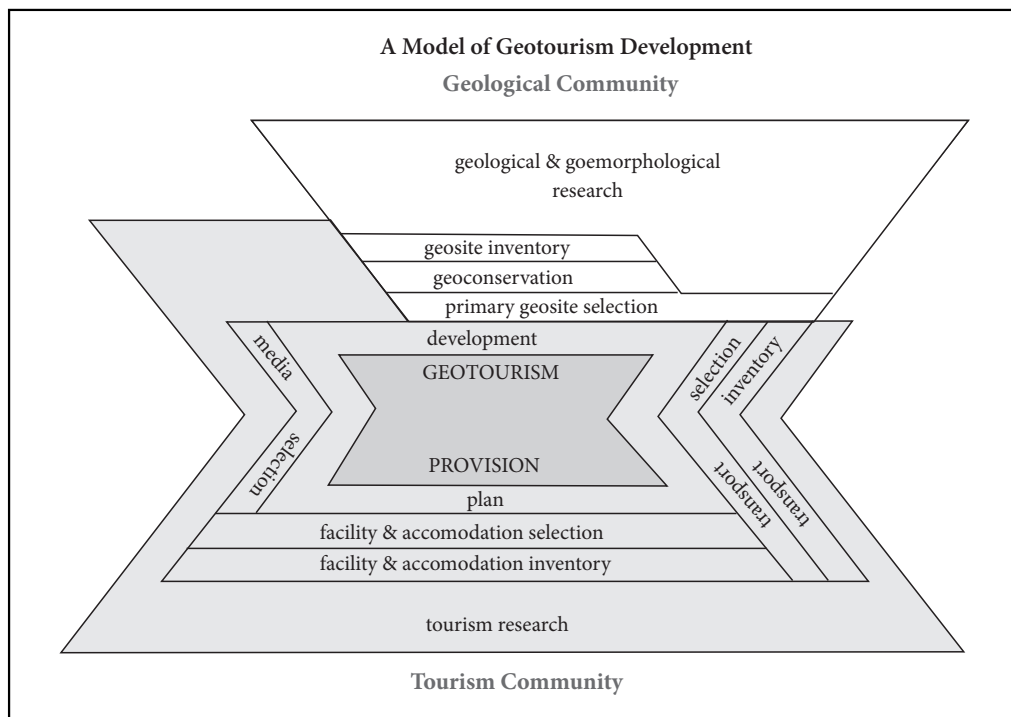 A Model of Geotourism Development
Geological Community
geological & goemorphological
research
geosite inventory
geoconservation
primary geosite selection
development
media
selection
GEOTOURISM
PROVISION
selection
transport
inventory
transport
plan
facility & accomodation selection
facility & accomodation inventory
tourism research
Tourism Community